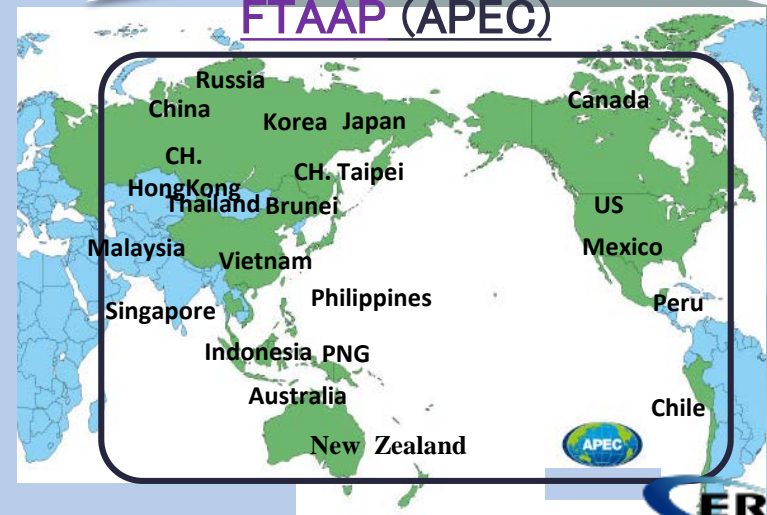 FTAAP (APEC)
Russia
China
Canada
Korea Japan
CH.
HongKong
CH. Taipei
Thailand Brunei
US
Malaysia
Vietnam
Mexico
Singapore
Philippines
Peru
Indonesia PNG
Australia
Chile
New Zealand
APEC
ER